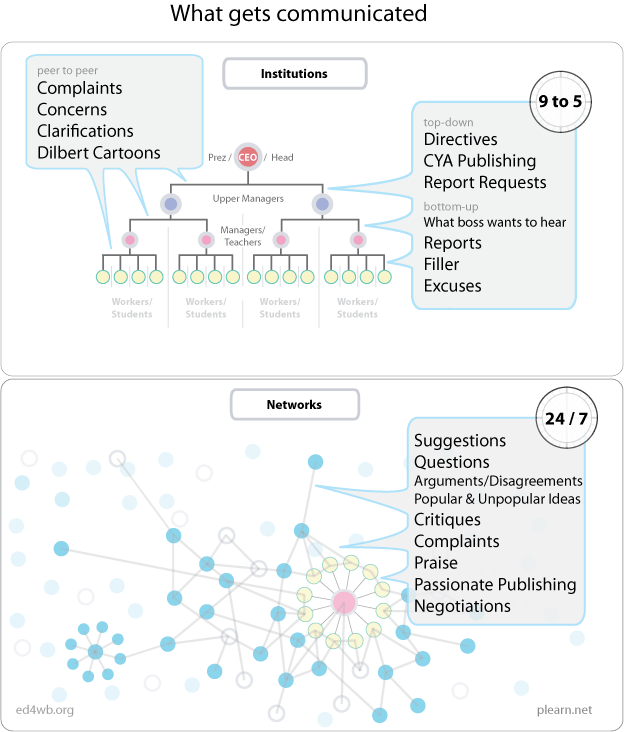 What gets communicated
Institutions
peer to peer
Complaints
Concerns
Clarifications
Dilbert Cartoons
9 to 5
top-down
Directives
CYA Publishing
Report Requests
bottom-up
What boss wants to hear
Reports
Filler
Excuses
Prez / CEO / Head
Upper Managers
Managers/
Teachers
Workers/ Workers/ Workers/ Workers/
Students Students Students Students
Networks
24 / 7
Suggestions
Questions
Arguments/Disagreements
Popular & Unpopular Ideas
Critiques
Complaints
Praise
Passionate Publishing
Negotiations
ed4wb.org
plearn.net